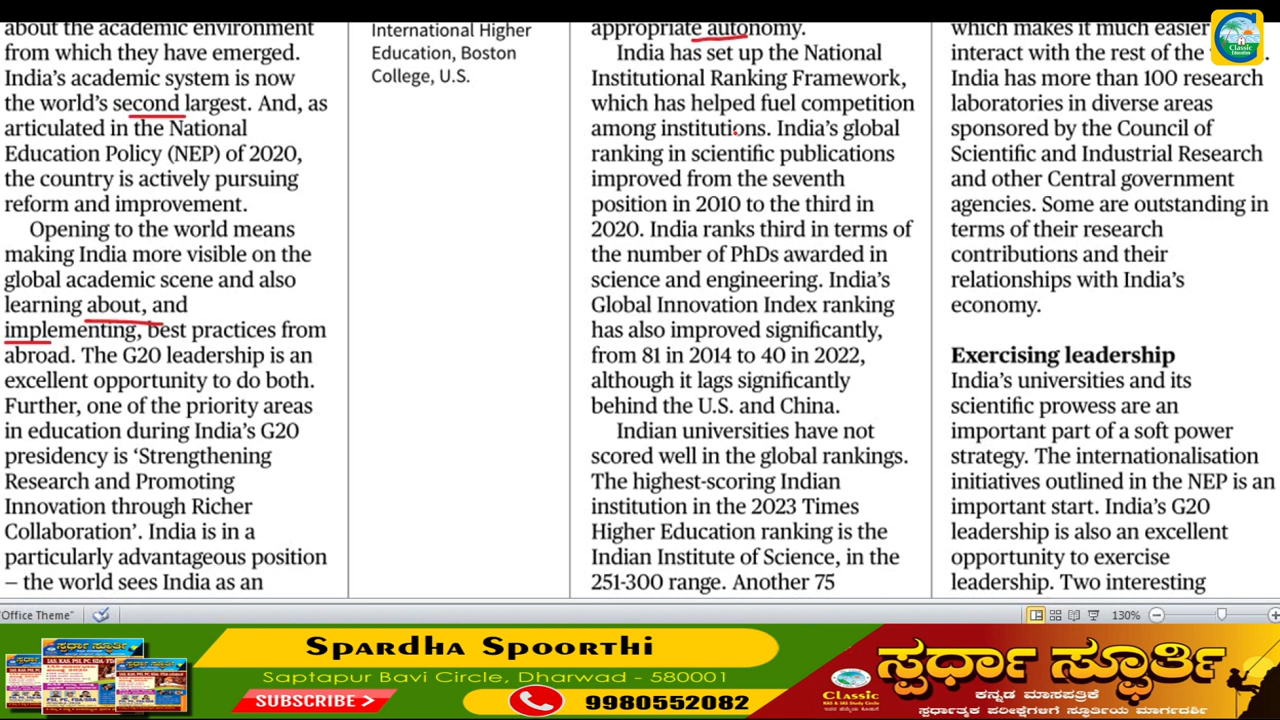 about the academic environment
from which they have emerged.
India's academic system is now
the world's second largest. And, as
articulated in the National
Education Policy (NEP) of 2020,
the country is actively pursuing
reform and improvement.
Opening to the world means
making India more visible on the
global academic scene and also
learning about, and
implementing, best practices from
abroad. The G20 leadership is an
excellent opportunity to do both.
Further, one of the priority areas
in education during India's G20
presidency is 'Strengthening
Research and Promoting
Innovation through Richer
Collaboration'. India is in a
particularly advantageous position
– the world sees India as an
International Higher
Education, Boston
College, U.S.
appropriate autonomy.
India has set up the National
Institutional Ranking Framework,
which has helped fuel competition
among institutions. India's global
ranking in scientific publications
improved from the seventh
position in 2010 to the third in
2020. India ranks third in terms of
the number of PhDs awarded in
science and engineering. India's
Global Innovation Index ranking
has also improved significantly,
from 81 in 2014 to 40 in 2022,
although it lags significantly
behind the U.S. and China.
Indian universities have not
scored well in the global rankings.
The highest-scoring Indian
institution in the 2023 Times
Higher Education ranking is the
Indian Institute of Science, in the
251-300 range. Another 75
which makes it much easier
interact with the rest of the
India has more than 100 research
laboratories in diverse areas
sponsored by the Council of
Scientific and Industrial Research
and other Central government
agencies. Some are outstanding in
terms of their research
contributions and their
relationships with India's
economy.
Exercising leadership
India's universities and its
scientific prowess are an
important part of a soft power
strategy. The internationalisation
initiatives outlined in the NEP is an
important start. India's G20
leadership is also an excellent
opportunity to exercise
leadership. Two interesting
Classic
Education
"Office Theme"
130%
Spardha Spoorthi
Saptapur Bavi Circle, Dharwad - 580001
SUBSCRIBE
9980552082
ಸ್ಪರ್ಧಾ ಸ್ಪೂರ್ತಿ
ಕನ್ನಡ ಮಾಸಪತ್ರಿಕೆ
ಸ್ಪರ್ಧಾತ್ಮಕ ಪರೀಕ್ಷೆಗಳಿಗೆ ಸ್ಪೂರ್ತಿಯ ಮಾರ್ಗದರ್ಶಿ
Classic